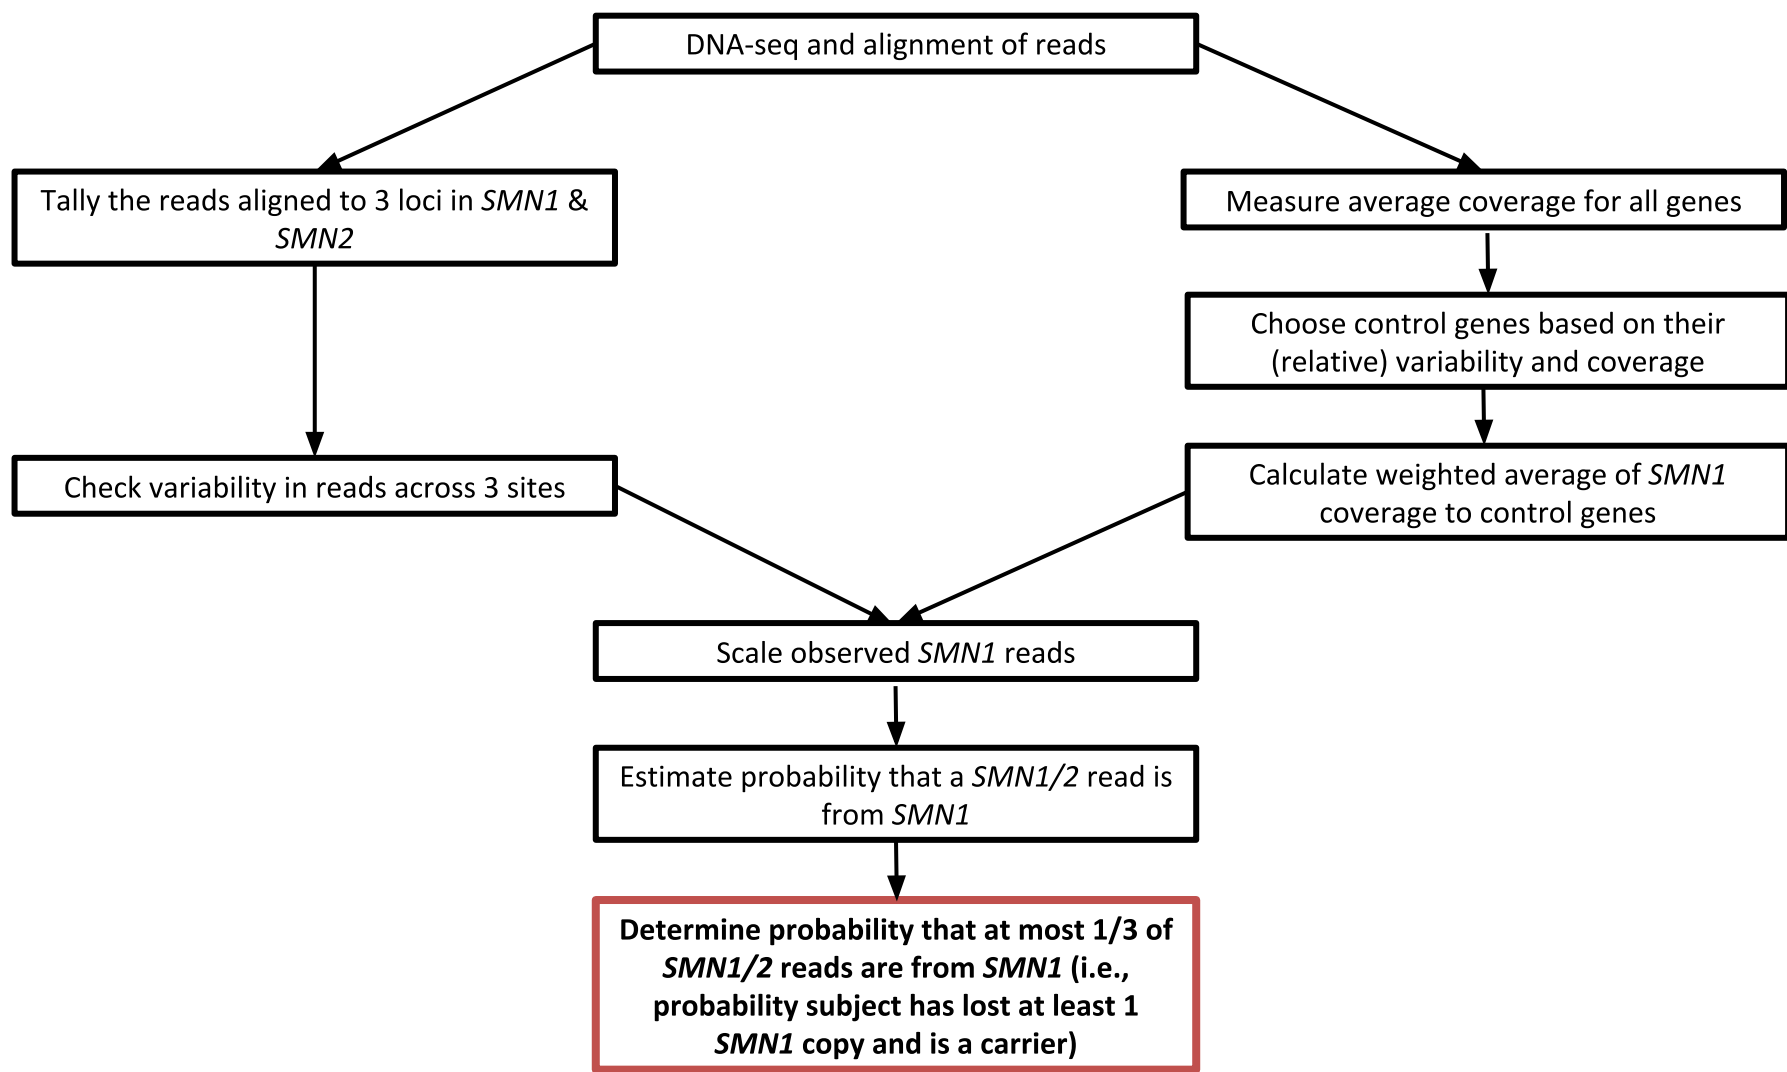 DNA-seq and alignment of reads
Tally the reads aligned to 3 loci in SMN1 &
SMN2
Measure average coverage for all genes
Choose control genes based on their
(relative) variability and coverage
Check variability in reads across 3 sites
Calculate weighted average of SMN1
coverage to control genes
Scale observed SMN1 reads
Estimate probability that a SMN1/2 read is
from SMN1
Determine probability that at most 1/3 of
SMN1/2 reads are from SMN1 (i.e.,
probability subject has lost at least 1
SMN1 copy and is a carrier)